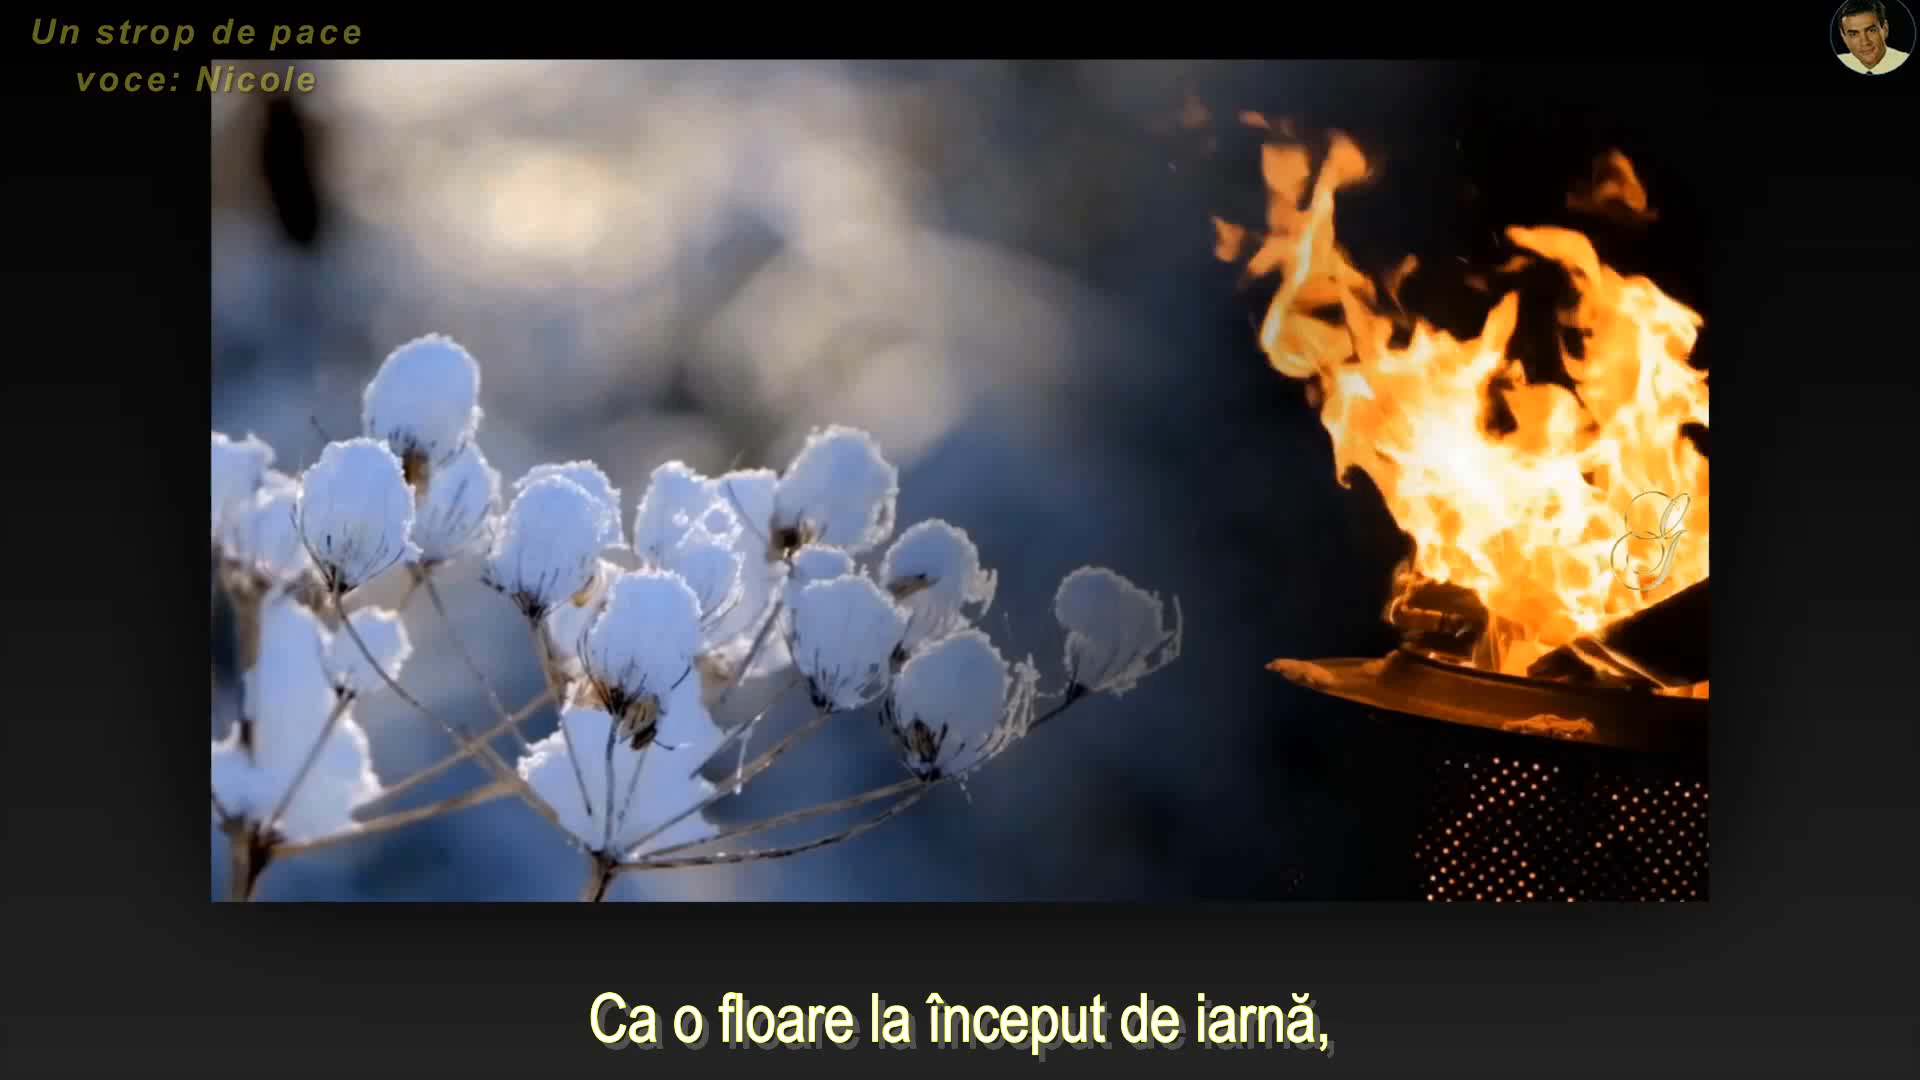 Un strop de pace
voce: Nicole
Ca o floare la început de iarnă,